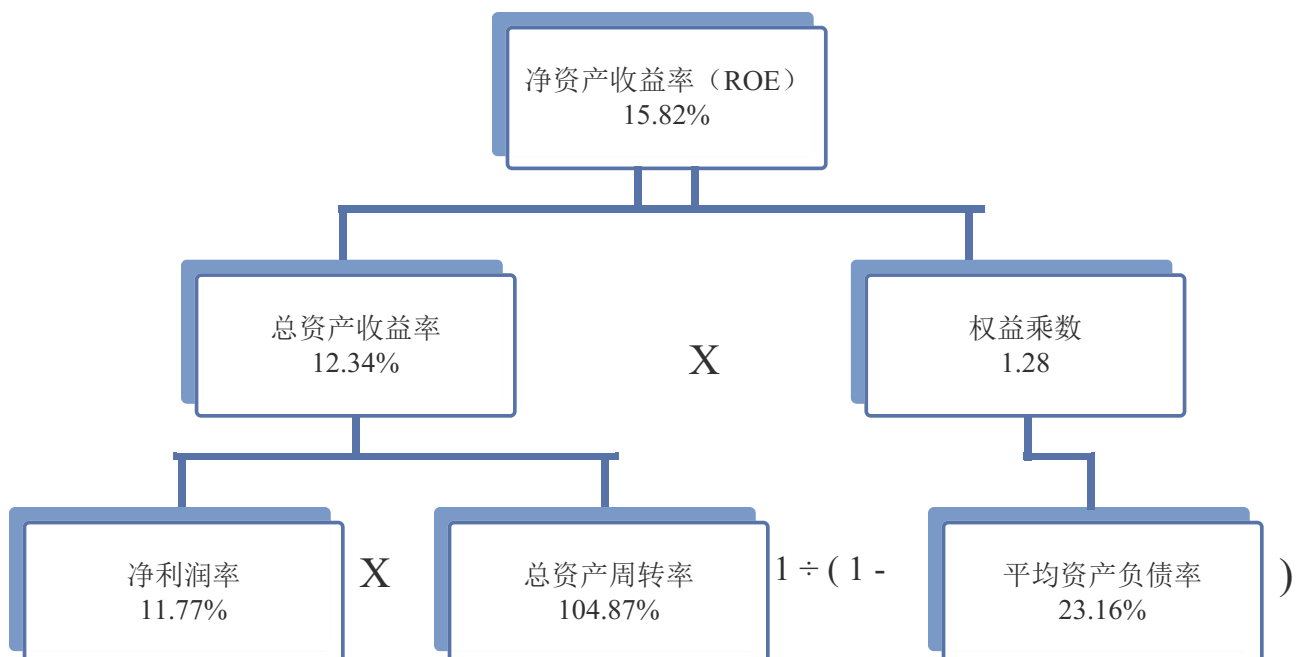 净资产收益率（ROE）
15.82%
总资产收益率
12.34%
X
权益乘数
1.28
净利润率
11.77%
X
总资产周转率
104.87%
1 ÷ ( 1 -
平均资产负债率
23.16%
)